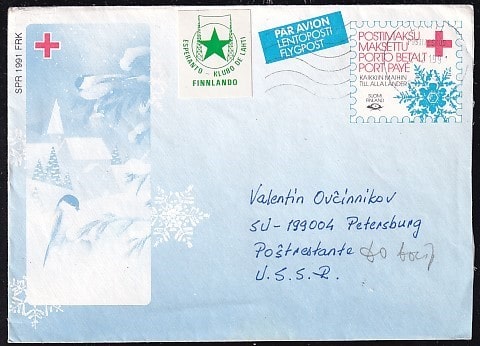 SPR 1991 FRK
ESPERANTO-KLUBO DE LAHTI
FINNLANDO
PAR AVION
LENTOPOSTI
FLYGPOST
POSTIMAKSU
MAKSETTU
PORTO BETALT
PORT PAYÉ
KAIKKIIN MAIHIN
TILL ALLA LÄNDER
SUOMI
FINLAND
Valentin Ovčinnikov
SU-199004 Petersburg
Poŝtrestante
U.S.S.R.